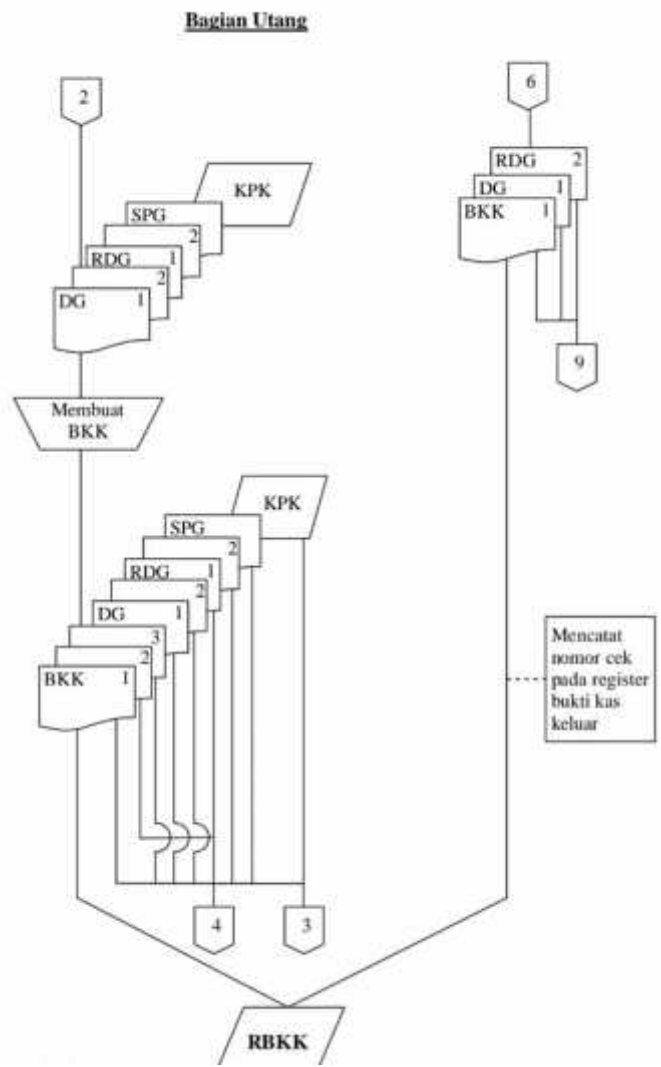 Bagian Utang
2
KPK
SPG
2
RDG 1
2
DG 1
Membuat
BKK
KPK
SPG
2
RDG 1
2
DG 1
3
2
BKK 1
4
3
6
RDG 2
DG 1
BKK 1
9
Mencatat
nomor cek
pada register
bukti kas
keluar
RBKK